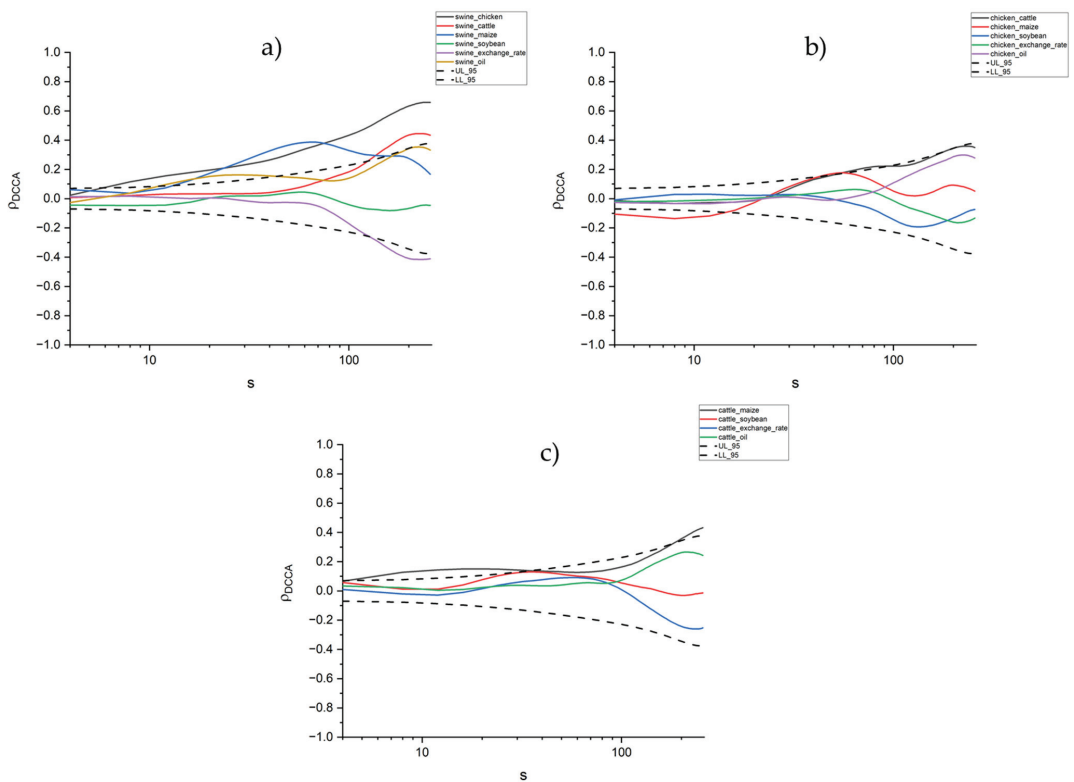 a)
swine_chicken
swine_cattle
swine_maize
swine_soybean
swine_exchange_rate
swine_oil
UL_95
LL_95
1.0
0.8
0.6
0.4
0.2
0.0
−0.2
−0.4
−0.6
−0.8
−1.0
ρDCCA
10
100
s
b)
chicken_cattle
chicken_maize
chicken_soybean
chicken_exchange_rate
chicken_oil
UL_95
LL_95
1.0
0.8
0.6
0.4
0.2
0.0
−0.2
−0.4
−0.6
−0.8
−1.0
ρDCCA
10
100
s
c)
cattle_maize
cattle_soybean
cattle_exchange_rate
cattle_oil
UL_95
LL_95
1.0
0.8
0.6
0.4
0.2
0.0
−0.2
−0.4
−0.6
−0.8
−1.0
ρDCCA
10
100
s